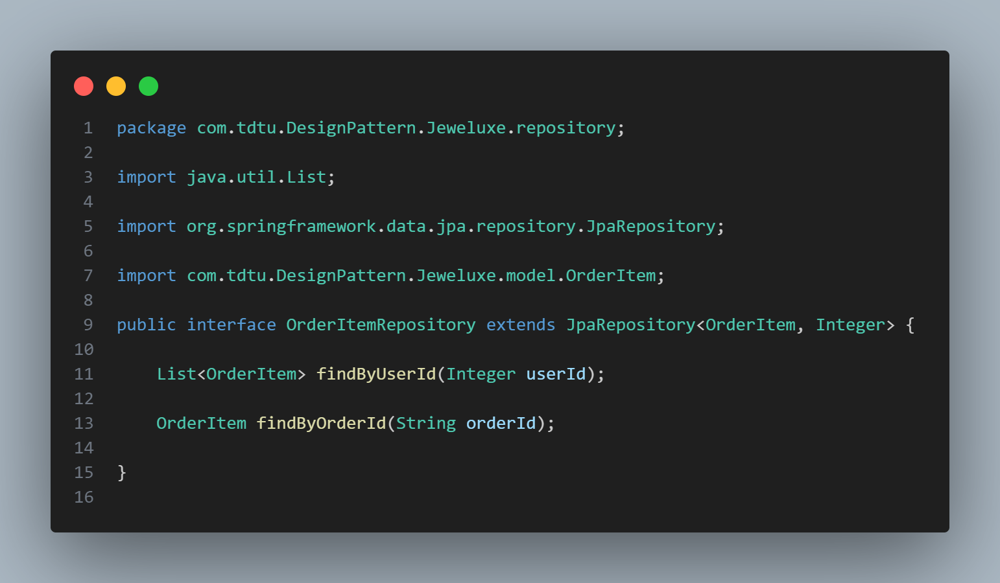 1 package com.tdtu.DesignPattern.Jeweluxe.repository;
2
3 import java.util.List;
4
5 import org.springframework.data.jpa.repository.JpaRepository;
6
7 import com.tdtu.DesignPattern.Jeweluxe.model.OrderItem;
8
9 public interface OrderItemRepository extends JpaRepository<OrderItem, Integer> {
10
11     List<OrderItem> findByUserId(Integer userId);
12
13     OrderItem findByOrderId(String orderId);
14
15 }
16